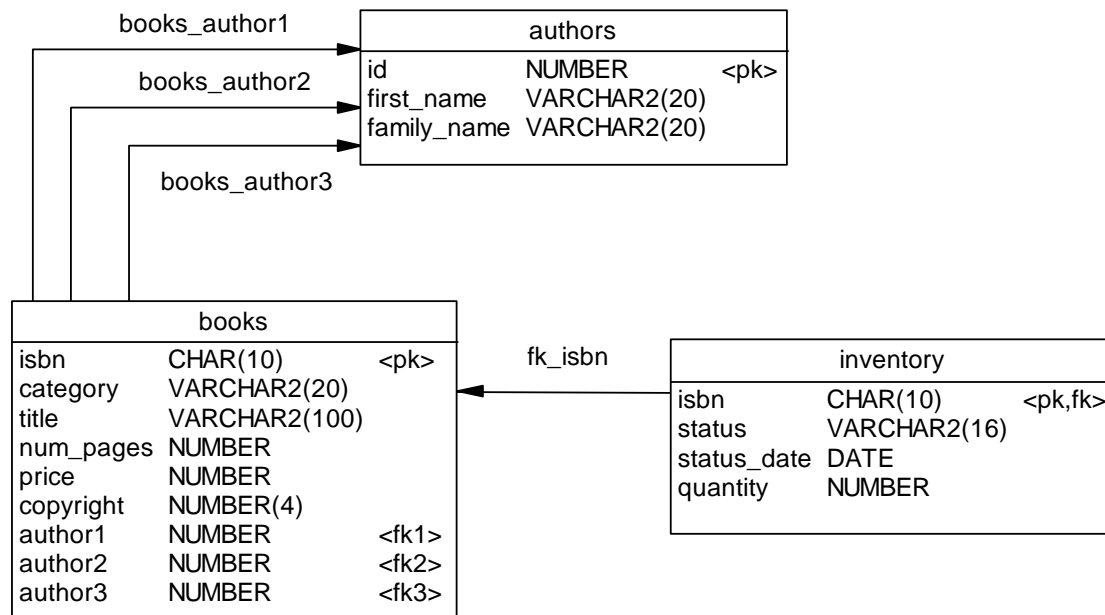 books_author1
authors
id NUMBER <pk>
books_author2
first_name VARCHAR2(20)
family_name VARCHAR2(20)
books_author3
books
isbn CHAR(10) <pk>
category VARCHAR2(20)
title VARCHAR2(100)
num_pages NUMBER
price NUMBER
copyright NUMBER(4)
author1 NUMBER <fk1>
author2 NUMBER <fk2>
author3 NUMBER <fk3>
fk_isbn
inventory
isbn CHAR(10) <pk,fk>
status VARCHAR2(16)
status_date DATE
quantity NUMBER